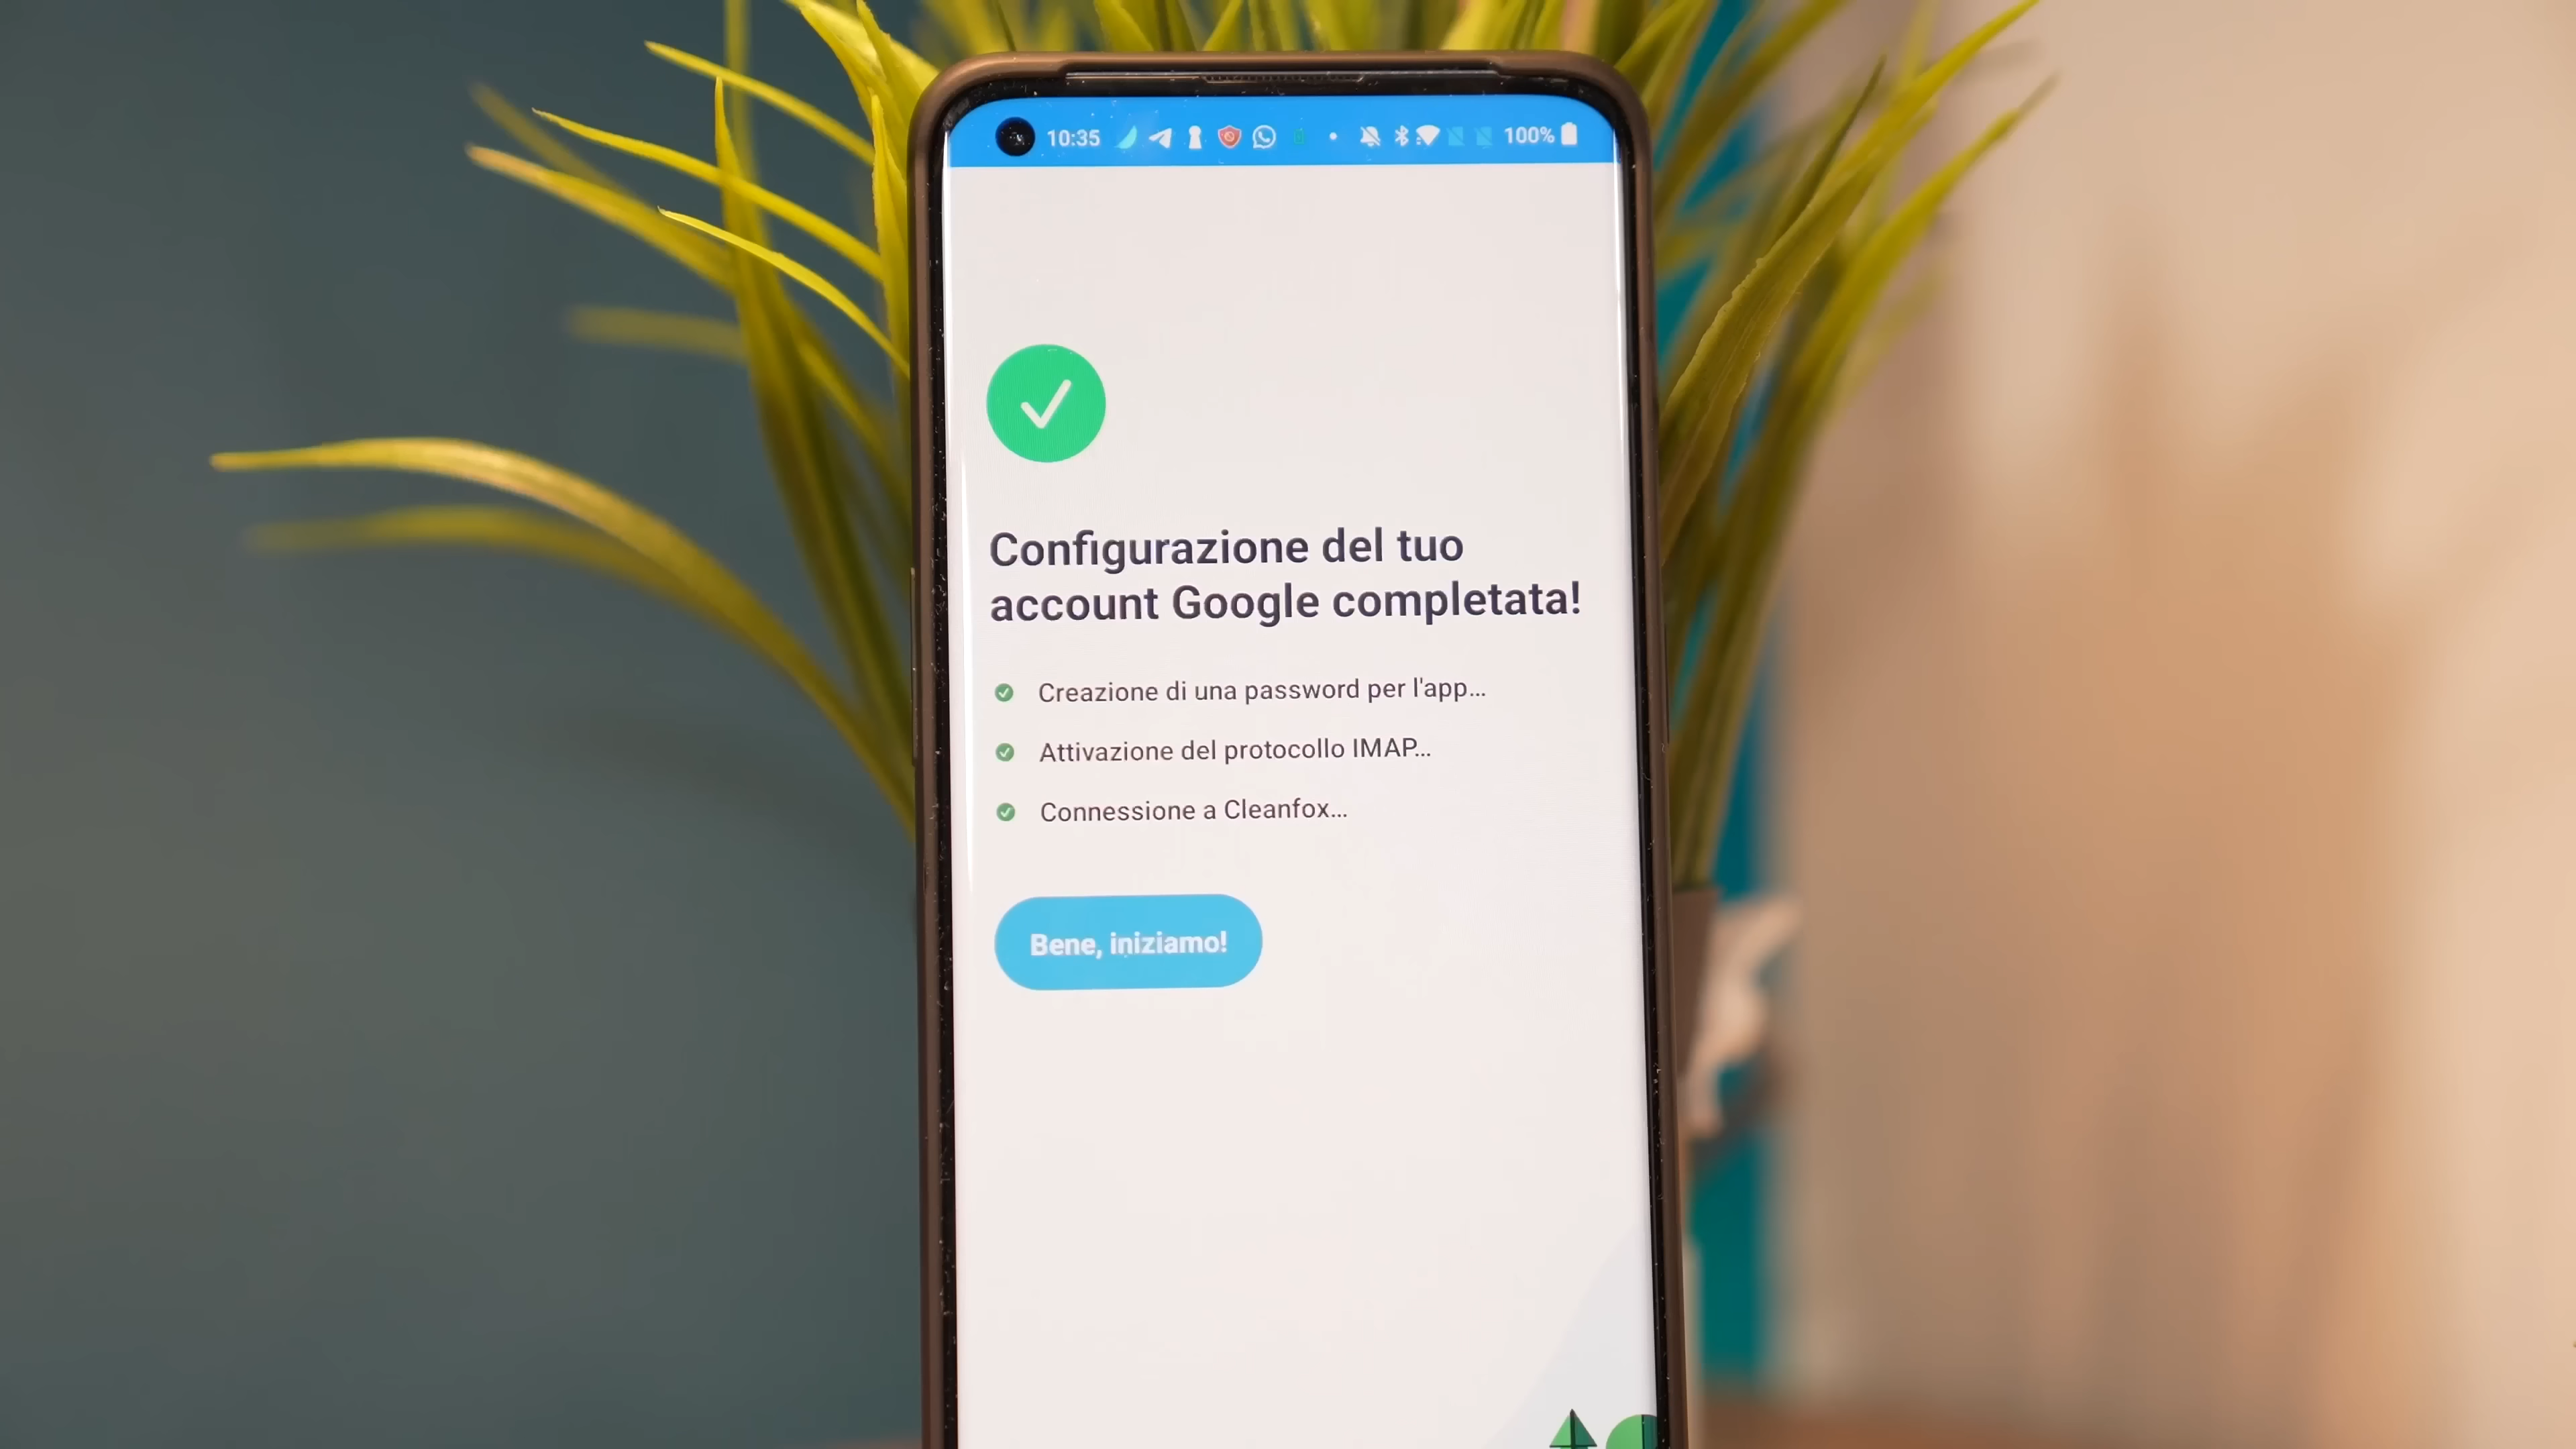 10:35
100%
Configurazione del tuo
account Google completata!
Creazione di una password per l'app...
Attivazione del protocollo IMAP...
Connessione a Cleanfox...
Bene, iniziamo!